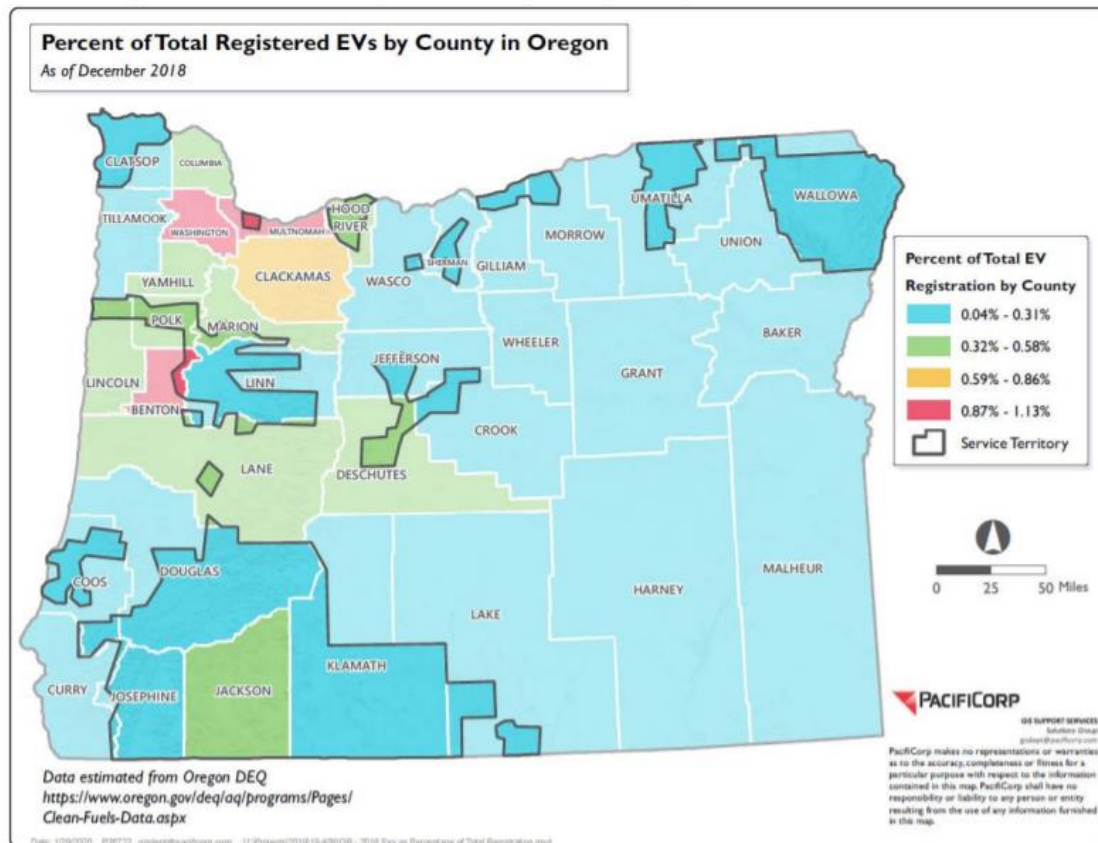 Percent of Total Registered EVs by County in Oregon
As of December 2018
CLATSOP
COLUMBIA
TILLAMOOK
WASHINGTON
MULTNOMAH
HOOD
RIVER
CLACKAMAS
YAMHILL
WASCO
SHERMAN
GILLIAM
MORROW
UMATILLA
UNION
WALLOWA
POLK
MARION
WHEELER
BAKER
JEFFERSON
GRANT
LINCOLN
LINN
BENTON
CROOK
LANE
DESCHUTES
DOUGLAS
COOS
LAKE
HARNEY
MALHEUR
CURRY
JOSEPHINE
JACKSON
KLAMATH
Percent of Total EV
Registration by County
0.04% - 0.31%
0.32% - 0.58%
0.59% - 0.86%
0.87% - 1.13%
Service Territory
0 25 50 Miles
PACIFICORP
GIS SUPPORT SERVICES
Solutions Group
PacifiCorp makes no representations or warranties
as to the accuracy, completeness or fitness for a
particular purpose with respect to the information
contained in this map. PacifiCorp shall have no
responsibility or liability to any person or entity
resulting from the use of any information furnished
in this map.
Data estimated from Oregon DEQ
https://www.oregon.gov/deq/aq/programs/Pages/
Clean-Fuels-Data.aspx